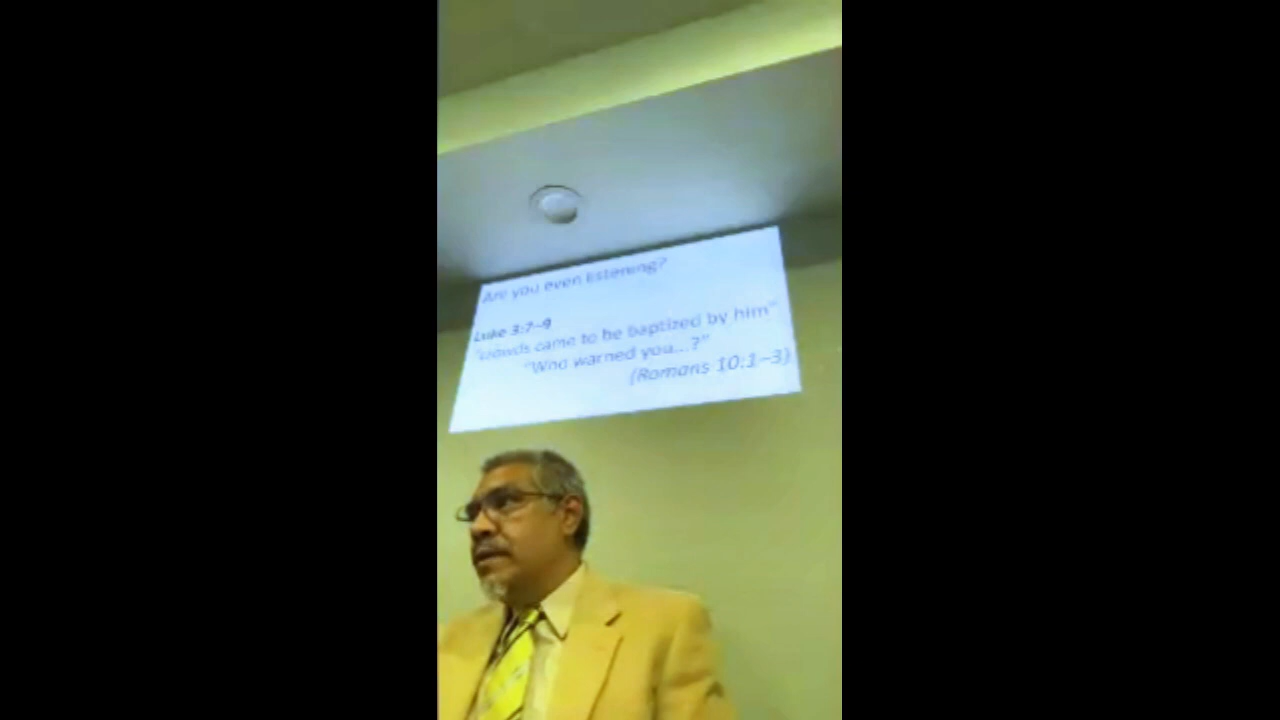 Are you even listening?
Luke 3:7–9
"crowds came to be baptized by him"
"Who warned you...?"
(Romans 10:1–3)